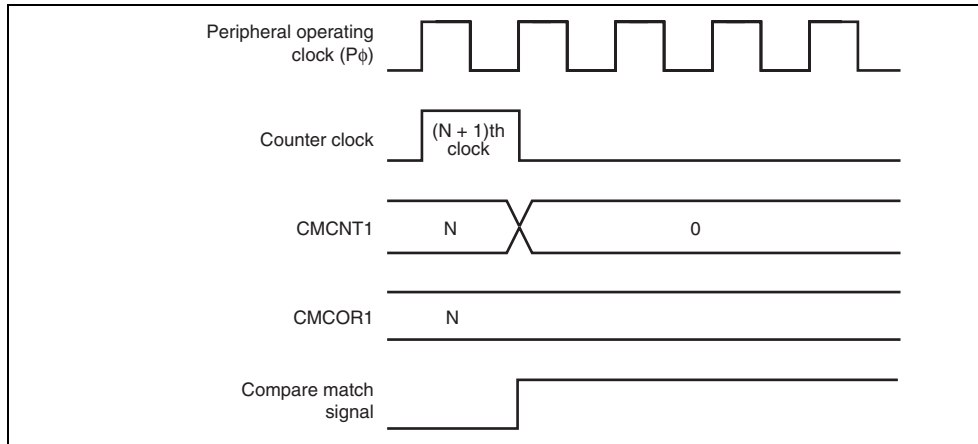 Peripheral operating
clock (Pϕ)
Counter clock
(N + 1)th
clock
CMCNT1
N
0
CMCOR1
N
Compare match
signal